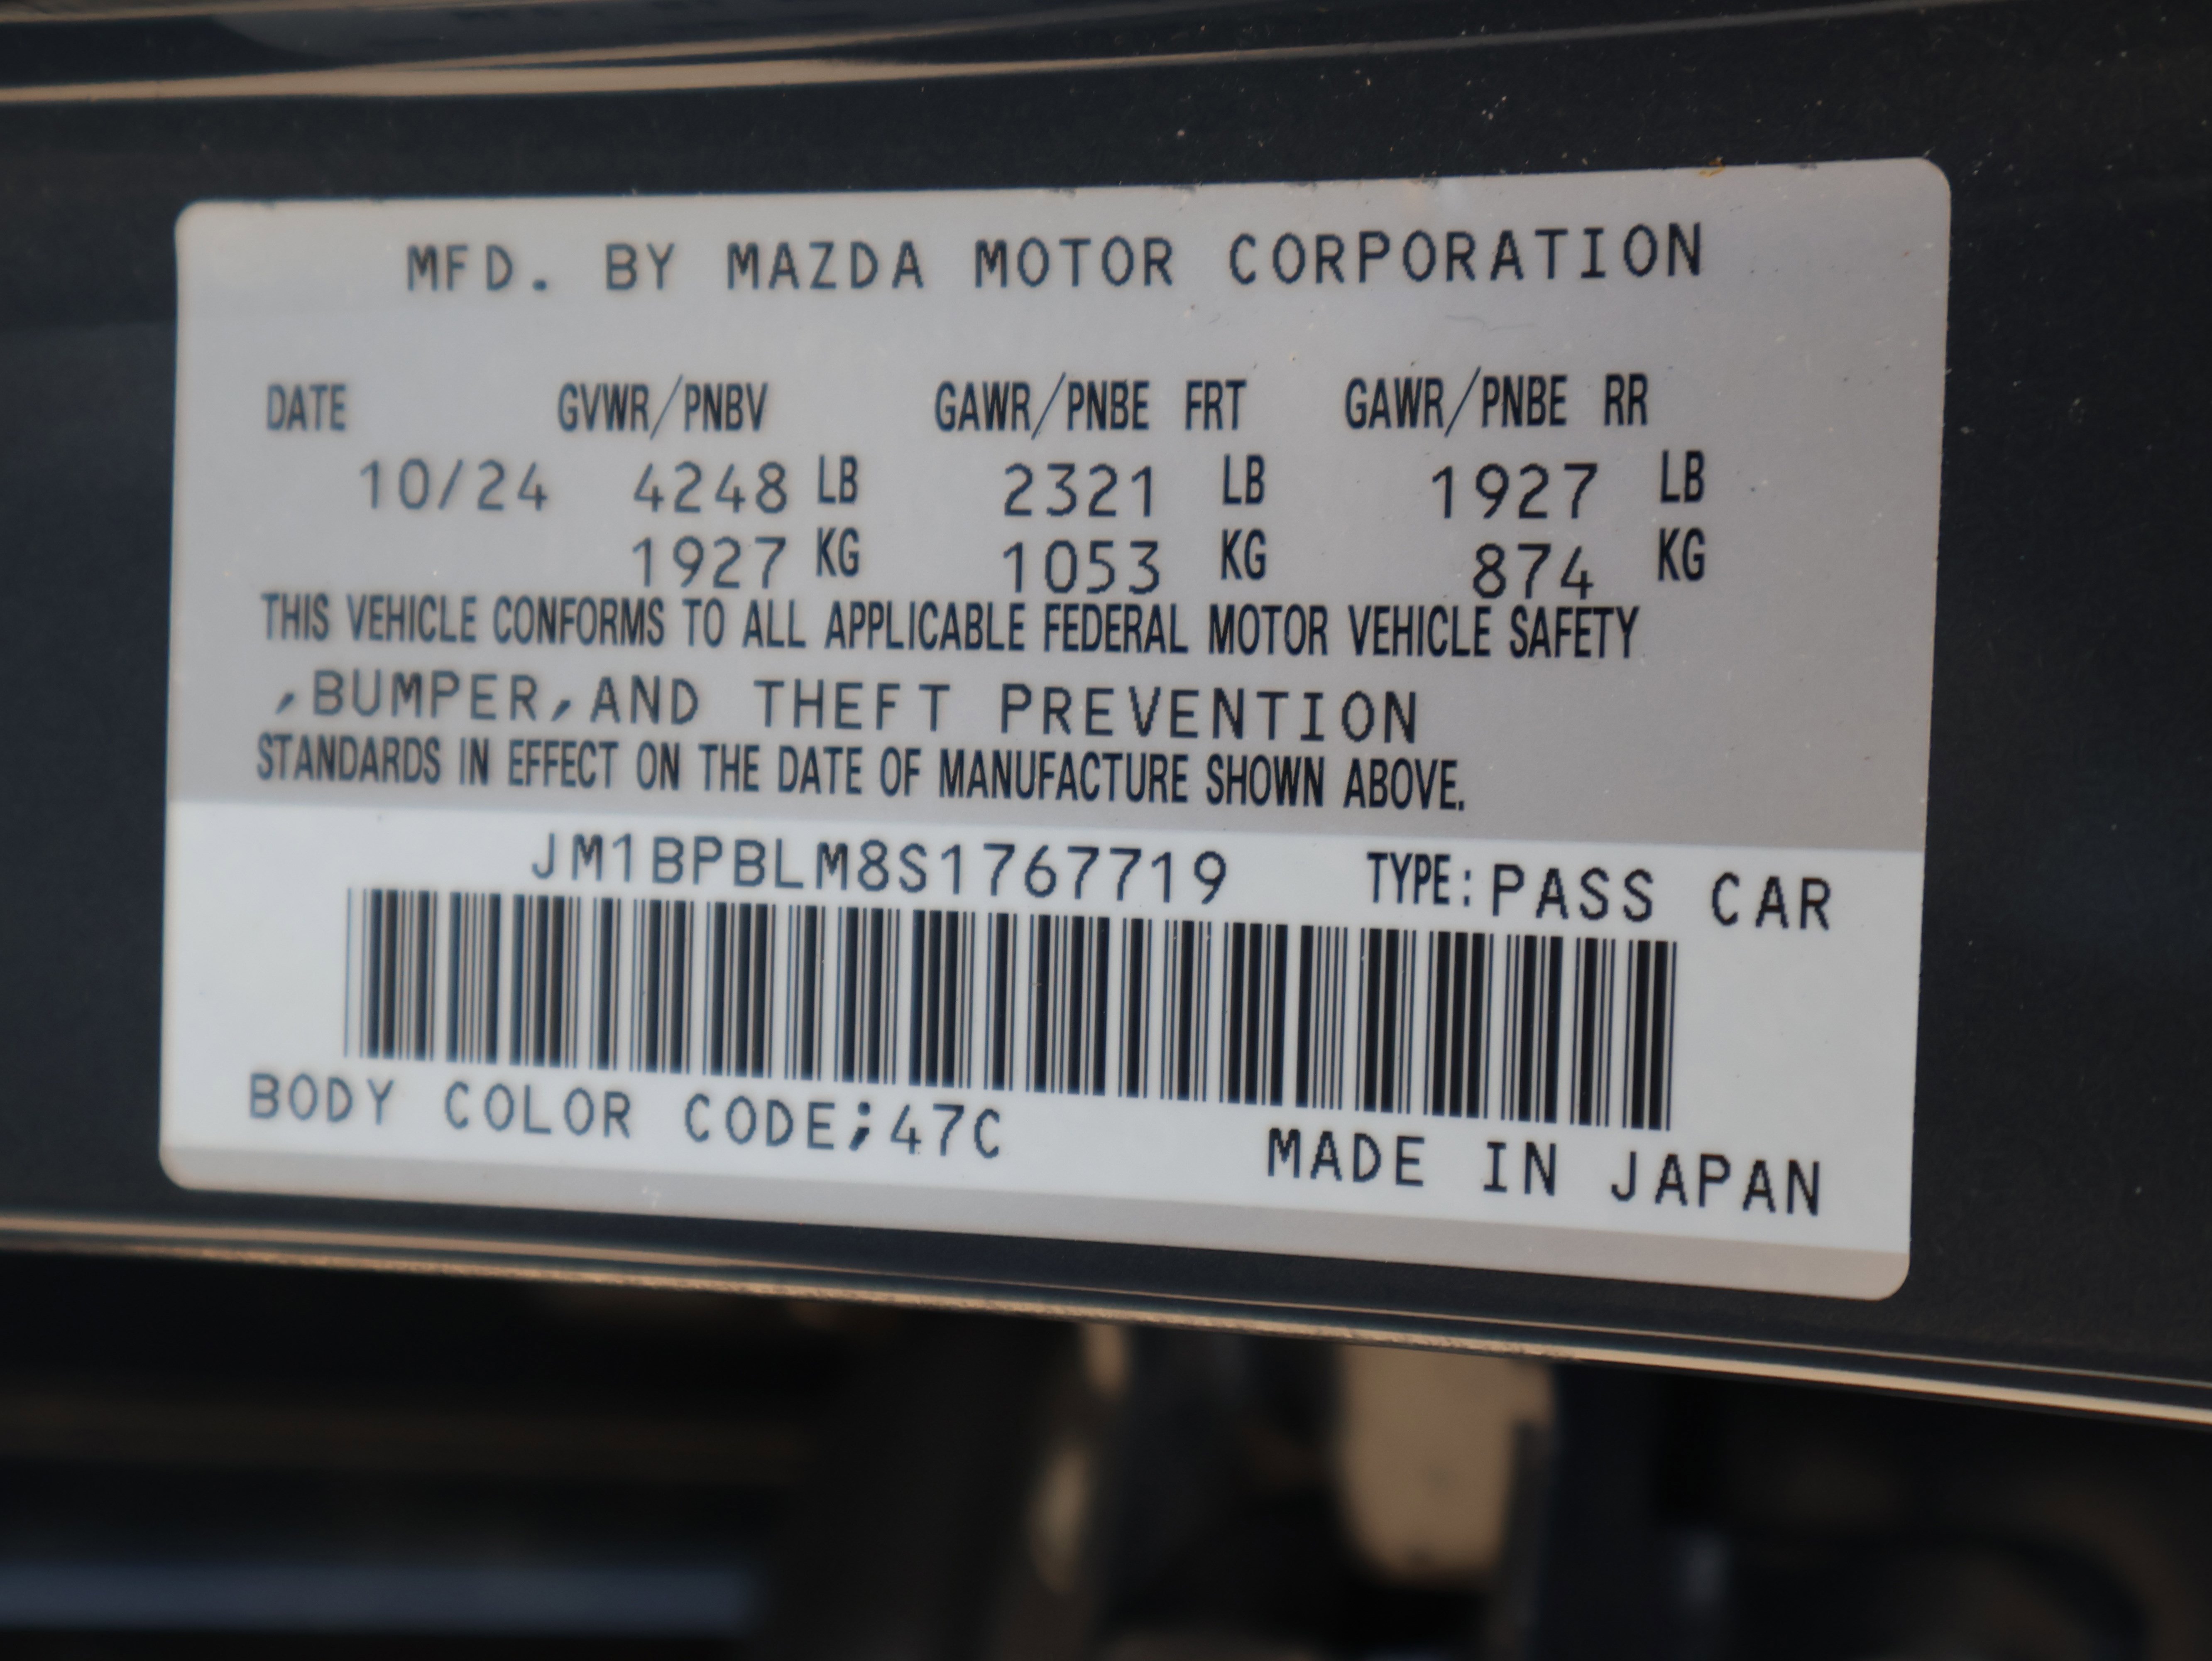 MFD. BY MAZDA MOTOR CORPORATION
DATE GVWR/PNBV GAWR/PNBE FRT GAWR/PNBE RR
10/24 4248 LB 2321 LB 1927 LB
1927 KG 1053 KG 874 KG
THIS VEHICLE CONFORMS TO ALL APPLICABLE FEDERAL MOTOR VEHICLE SAFETY
,BUMPER,AND THEFT PREVENTION
STANDARDS IN EFFECT ON THE DATE OF MANUFACTURE SHOWN ABOVE.
JM1BPBLM8S1767719 TYPE:PASS CAR
BODY COLOR CODE;47C MADE IN JAPAN